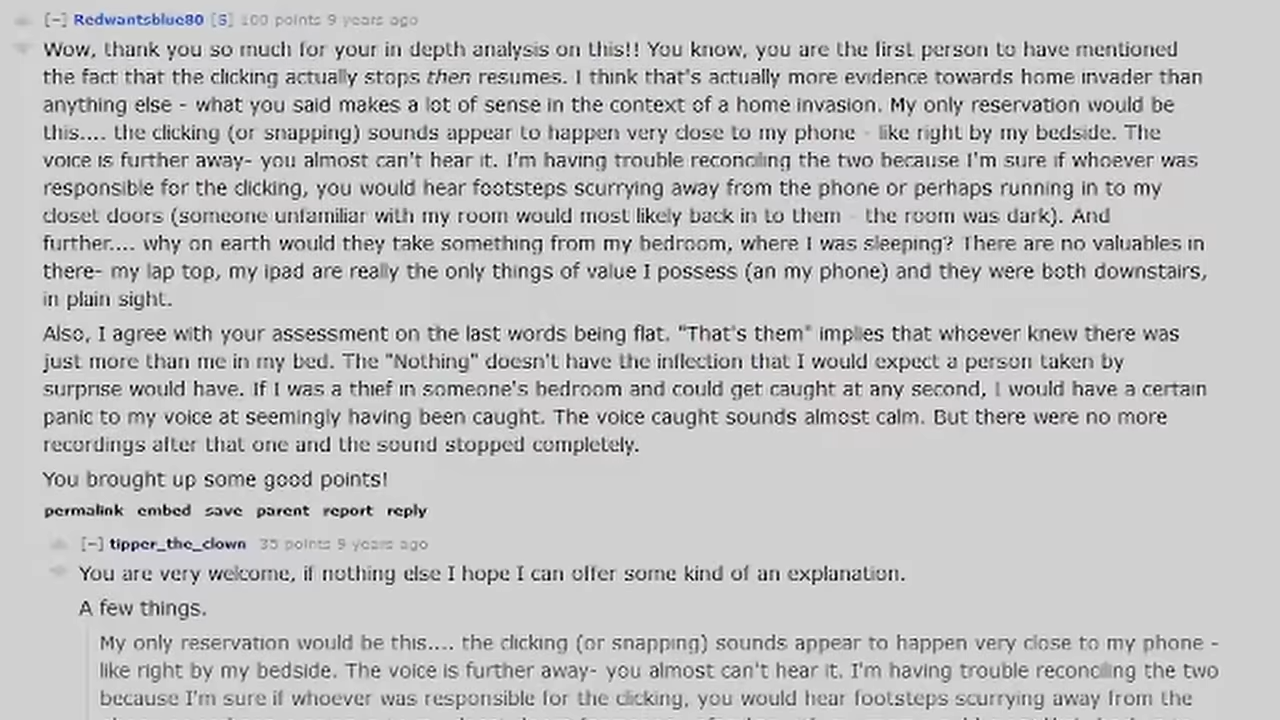 [–] Redwantsblue80 [S] 100 points 9 years ago
Wow, thank you so much for your in depth analysis on this!! You know, you are the first person to have mentioned
the fact that the clicking actually stops then resumes. I think that's actually more evidence towards home invader than
anything else - what you said makes a lot of sense in the context of a home invasion. My only reservation would be
this.... the clicking (or snapping) sounds appear to happen very close to my phone - like right by my bedside. The
voice is further away- you almost can't hear it. I'm having trouble reconciling the two because I'm sure if whoever was
responsible for the clicking, you would hear footsteps scurrying away from the phone or perhaps running in to my
closet doors (someone unfamiliar with my room would most likely back in to them - the room was dark). And
further.... why on earth would they take something from my bedroom, where I was sleeping? There are no valuables in
there- my lap top, my ipad are really the only things of value I possess (an my phone) and they were both downstairs,
in plain sight.
Also, I agree with your assessment on the last words being flat. "That's them" implies that whoever knew there was
just more than me in my bed. The "Nothing" doesn't have the inflection that I would expect a person taken by
surprise would have. If I was a thief in someone's bedroom and could get caught at any second, I would have a certain
panic to my voice at seemingly having been caught. The voice caught sounds almost calm. But there were no more
recordings after that one and the sound stopped completely.
You brought up some good points!
permalink embed save parent report reply
[–] tipper_the_clown 35 points 9 years ago
You are very welcome, if nothing else I hope I can offer some kind of an explanation.
A few things.
My only reservation would be this.... the clicking (or snapping) sounds appear to happen very close to my phone -
like right by my bedside. The voice is further away- you almost can't hear it. I'm having trouble reconciling the two
because I'm sure if whoever was responsible for the clicking, you would hear footsteps scurrying away from the